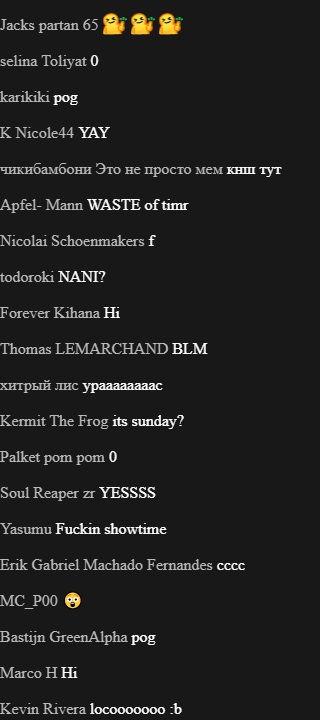 Jacks partan 65
selina Toliyat 0
karikiki pog
K Nicole44 YAY
чикибамбони Это не просто мем кнш тут
Apfel- Mann WASTE of timr
Nicolai Schoenmakers f
todoroki NANI?
Forever Kihana Hi
Thomas LEMARCHAND BLM
хитрый лис ураааааааас
Kermit The Frog its sunday?
Palket pom pom 0
Soul Reaper zr YESSSS
Yasumu Fuckin showtime
Erik Gabriel Machado Fernandes cccc
MC_P00 😲
Bastijn GreenAlpha pog
Marco H Hi
Kevin Rivera locooooooo :b